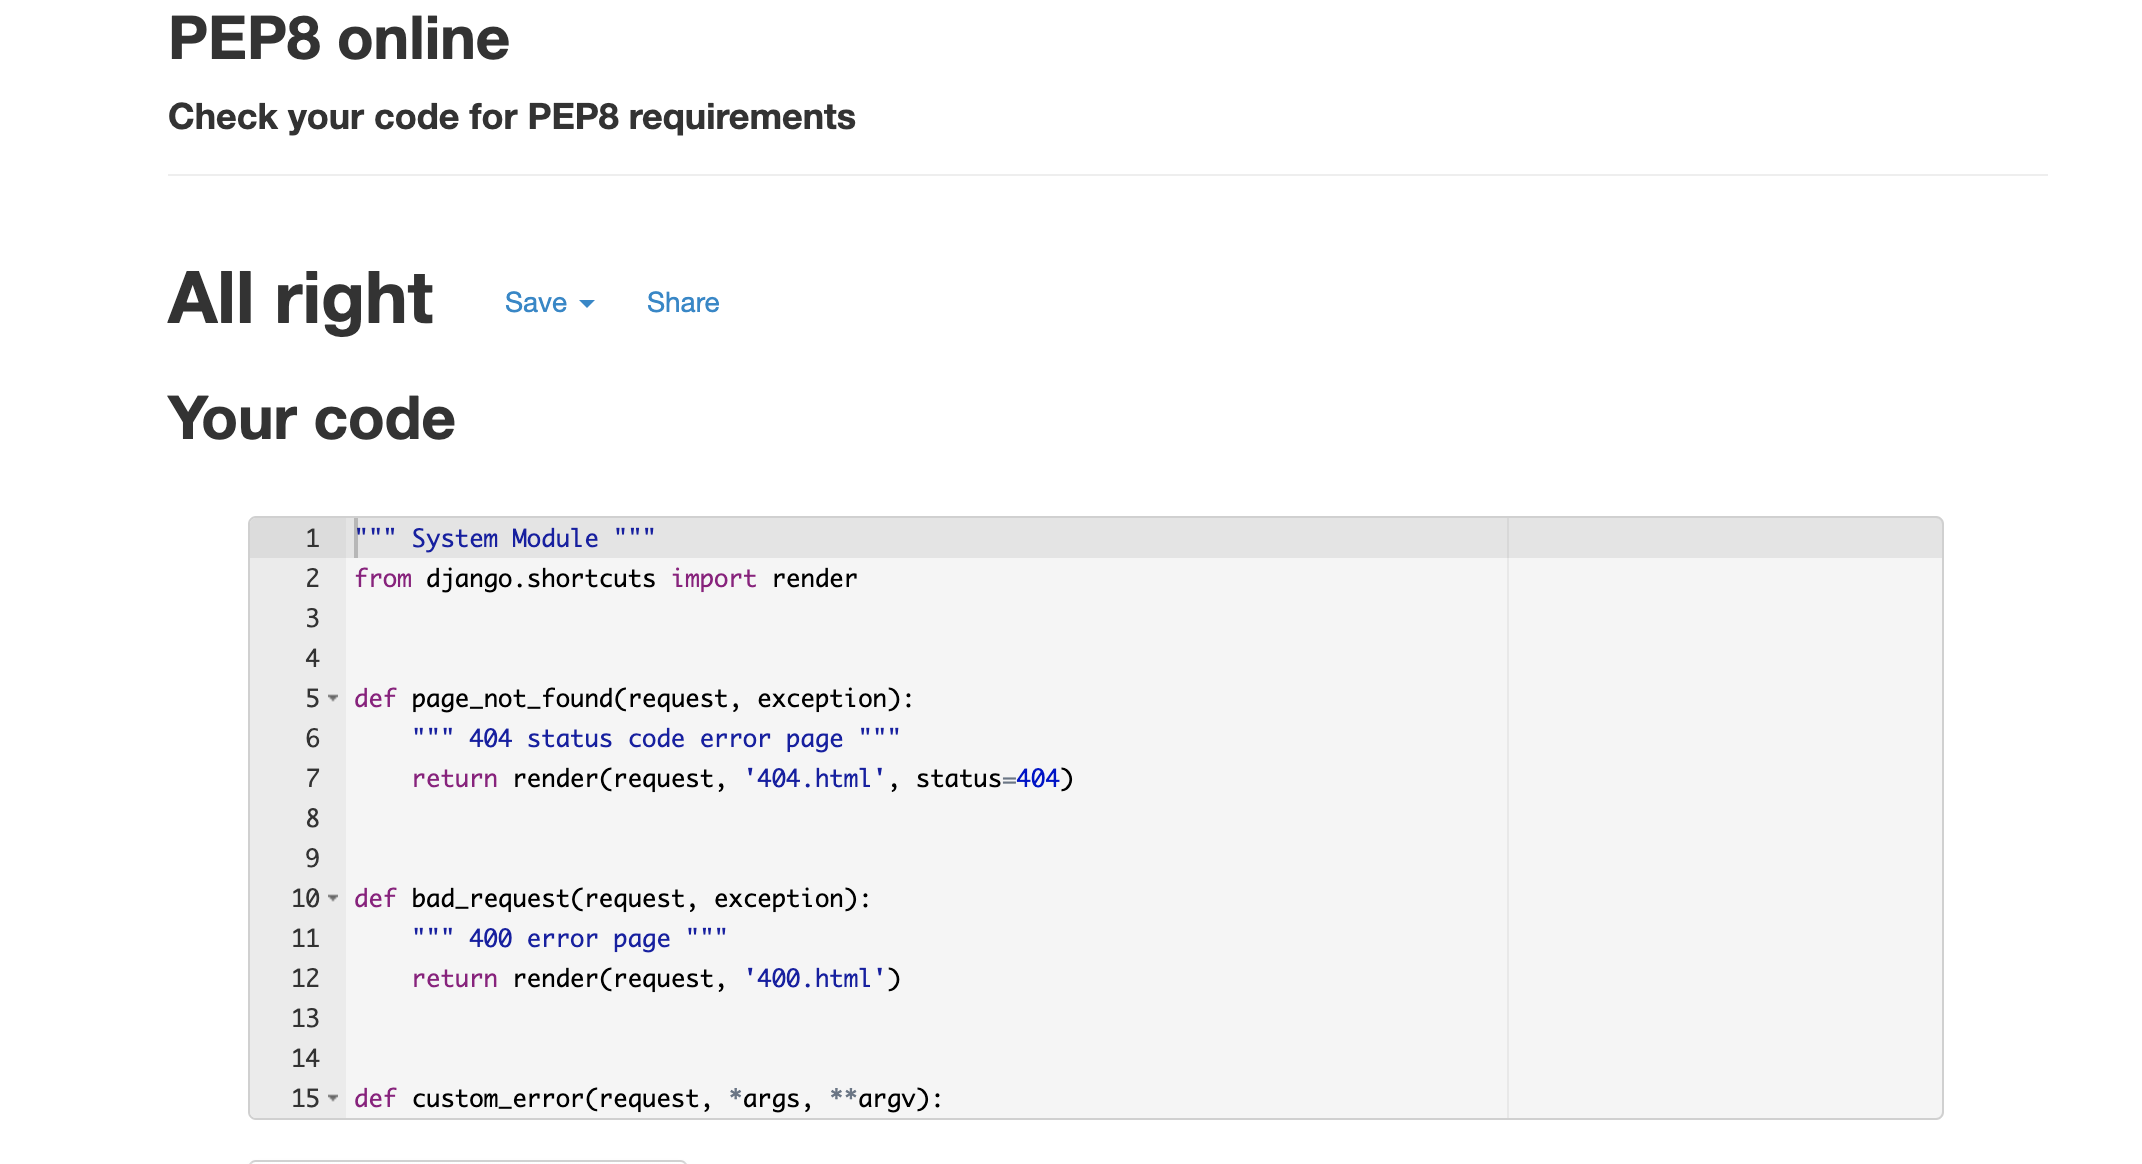 PEP8 online
Check your code for PEP8 requirements
All right Save Share
Your code
1 """ System Module """
2 from django.shortcuts import render
3
4
5 def page_not_found(request, exception):
6     """ 404 status code error page """
7     return render(request, '404.html', status=404)
8
9
10 def bad_request(request, exception):
11     """ 400 error page """
12     return render(request, '400.html')
13
14
15 def custom_error(request, *args, **argv):